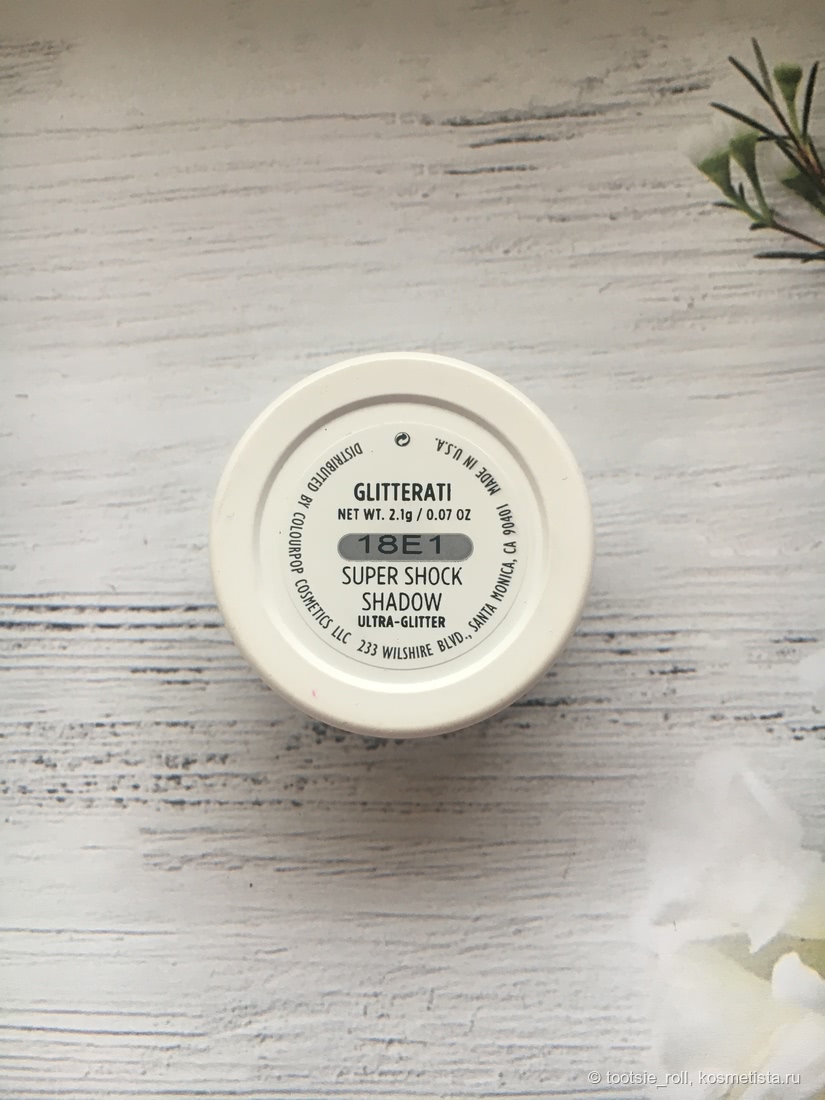 GLITTERATI
NET WT. 2.1g / 0.07 OZ
18E1
SUPER SHOCK
SHADOW
ULTRA-GLITTER
DISTRIBUTED BY COLOURPOP COSMETICS LLC 233 WILSHIRE BLVD., SANTA MONICA, CA 90401 MADE IN U.S.A.
© tootsie_roll, kosmetista.ru